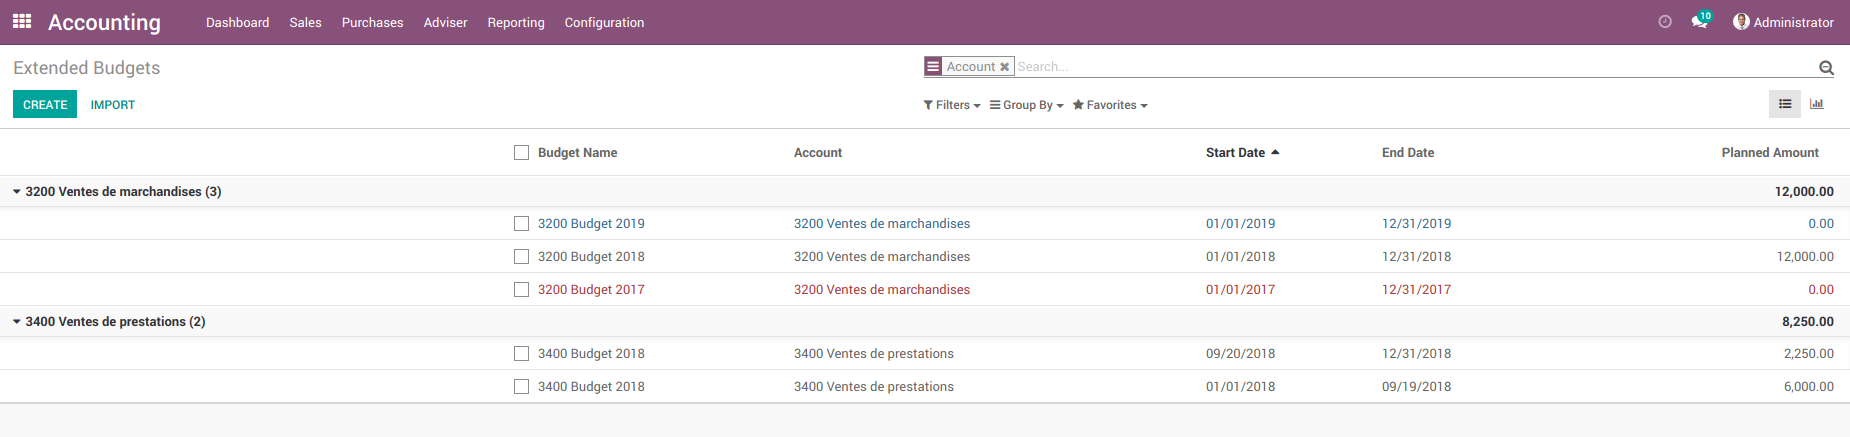 Accounting Dashboard Sales Purchases Adviser Reporting Configuration 10 Administrator
Extended Budgets Account Search...
CREATE IMPORT Filters Group By Favorites
Budget Name Account Start Date End Date Planned Amount
3200 Ventes de marchandises (3) 12,000.00
3200 Budget 2019 3200 Ventes de marchandises 01/01/2019 12/31/2019 0.00
3200 Budget 2018 3200 Ventes de marchandises 01/01/2018 12/31/2018 12,000.00
3200 Budget 2017 3200 Ventes de marchandises 01/01/2017 12/31/2017 0.00
3400 Ventes de prestations (2) 8,250.00
3400 Budget 2018 3400 Ventes de prestations 09/20/2018 12/31/2018 2,250.00
3400 Budget 2018 3400 Ventes de prestations 01/01/2018 09/19/2018 6,000.00